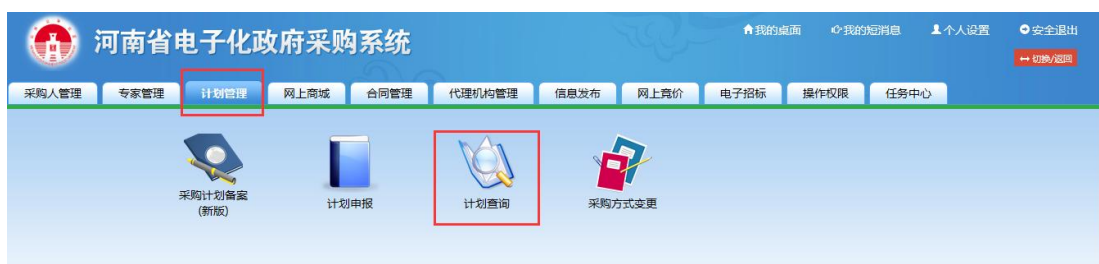 河南省电子化政府采购系统
我的桌面 我的短消息 个人设置 安全退出
切换/返回
采购人管理 专家管理 计划管理 网上商城 合同管理 代理机构管理 信息发布 网上竞价 电子招标 操作权限 任务中心
采购计划备案
(新版)
计划申报
计划查询
采购方式变更